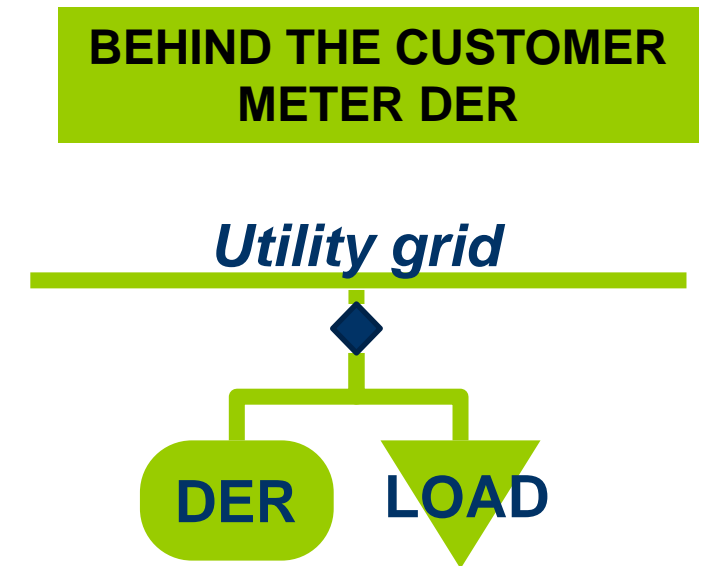 BEHIND THE CUSTOMER
METER DER
Utility grid
DER LOAD